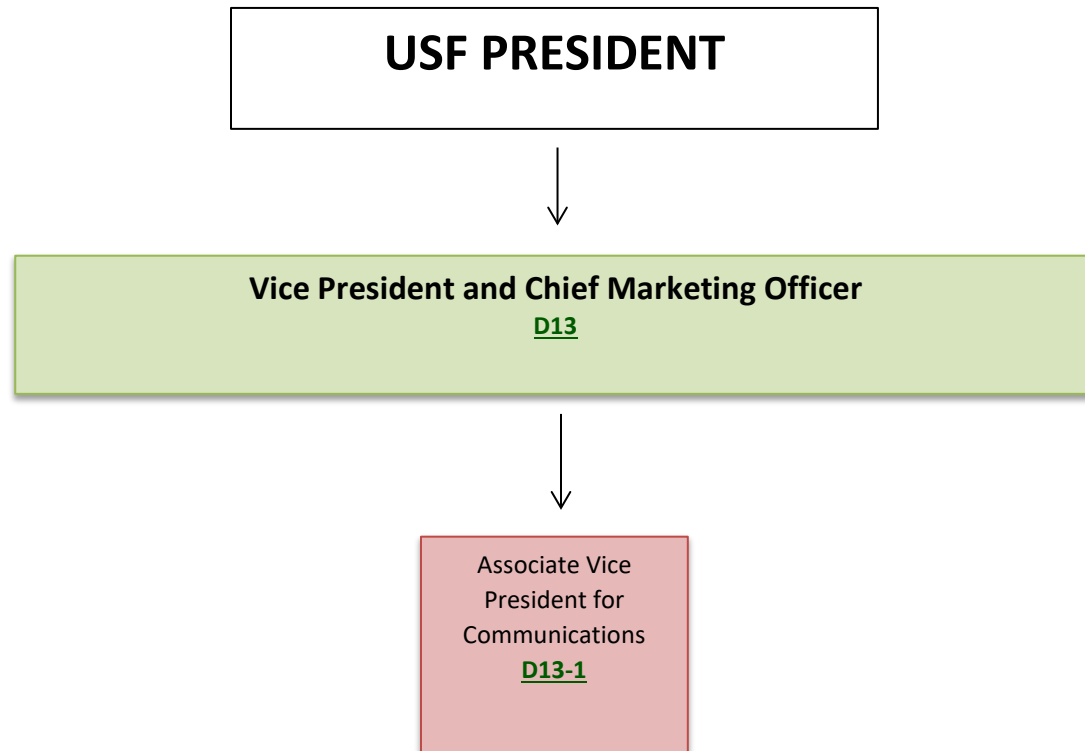 USF PRESIDENT
Vice President and Chief Marketing Officer
D13
Associate Vice
President for
Communications
D13-1